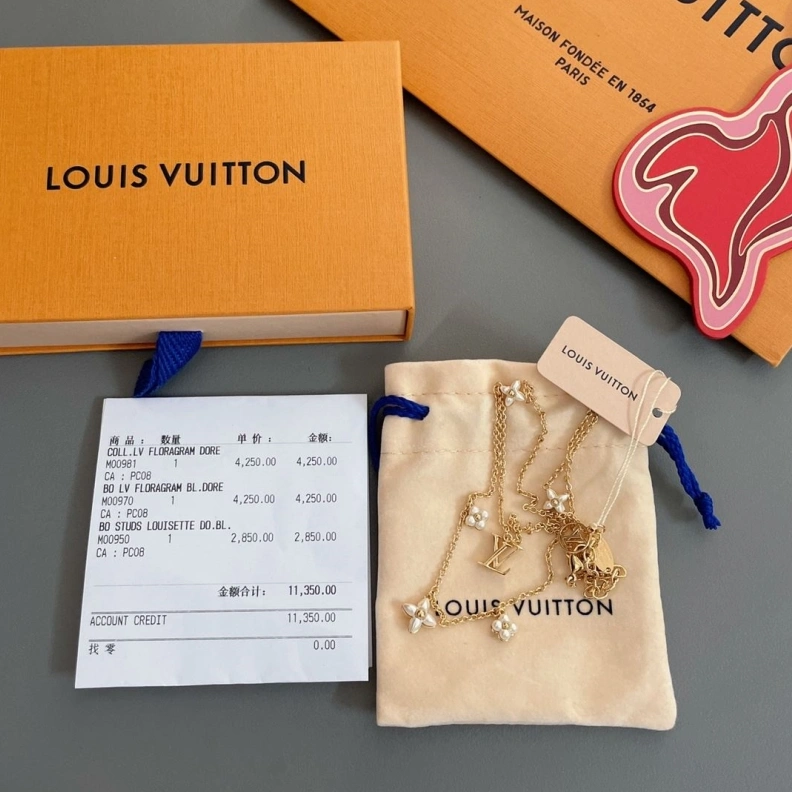 LOUIS VUITTON
UITTO
MAISON FONDÉE EN 1854
PARIS
LOUIS VUITTON
商品： 数量 单价： 金额：
COLL.LV FLORAGRAM DORE
M00981 1 4,250.00 4,250.00
CA : PC08
BO LV FLORAGRAM BL.DORE
M00970 1 4,250.00 4,250.00
CA : PC08
BO STUDS LOUISETTE DO.BL.
M00950 1 2,850.00 2,850.00
CA : PC08
金额合计： 11,350.00
ACCOUNT CREDIT 11,350.00
找零 0.00
LV
LOUIS VUITTON